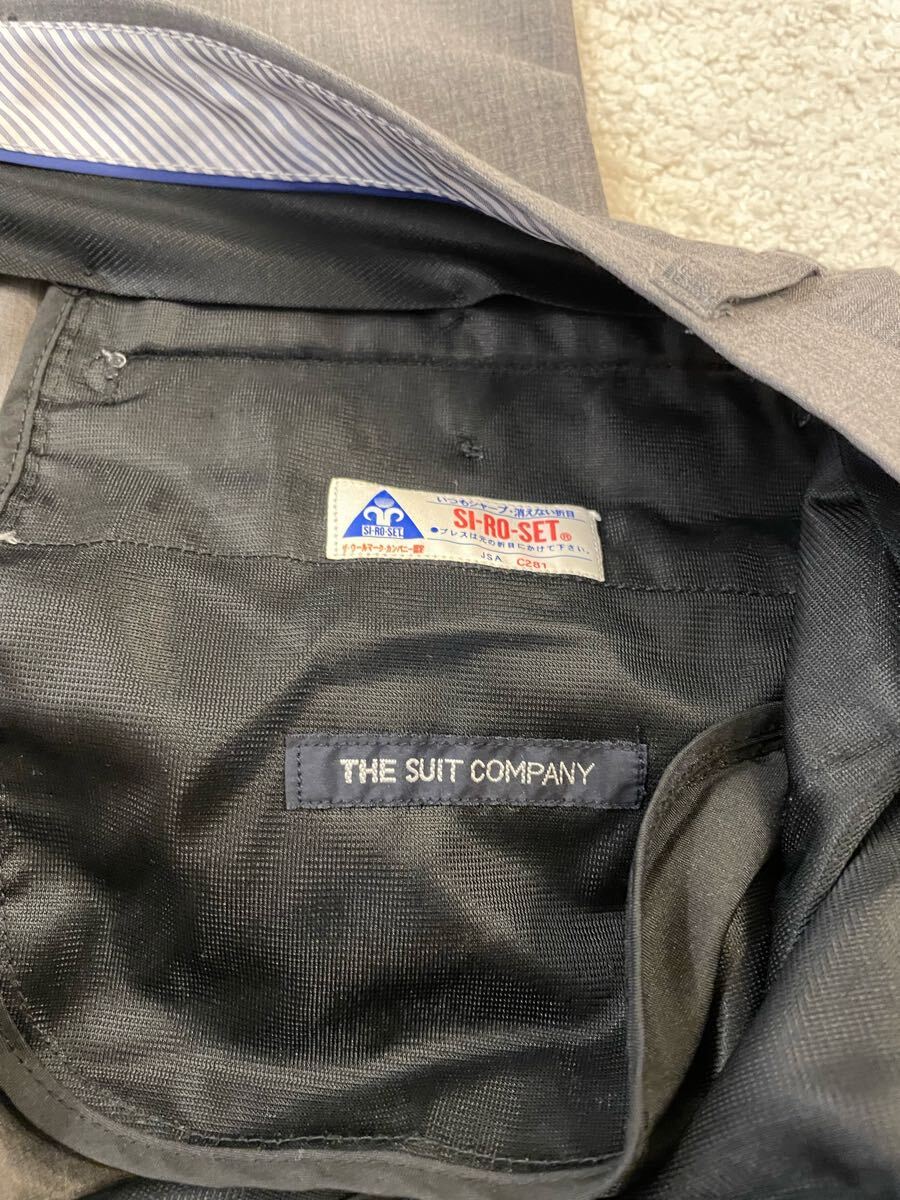 いつもシャープ・消えない折目
SI-RO-SET®
SI-RO-SET
●プレスは元の折目にかけて下さい。
ザ・ウールマーク・カンパニー認定
JSA C281
THE SUIT COMPANY